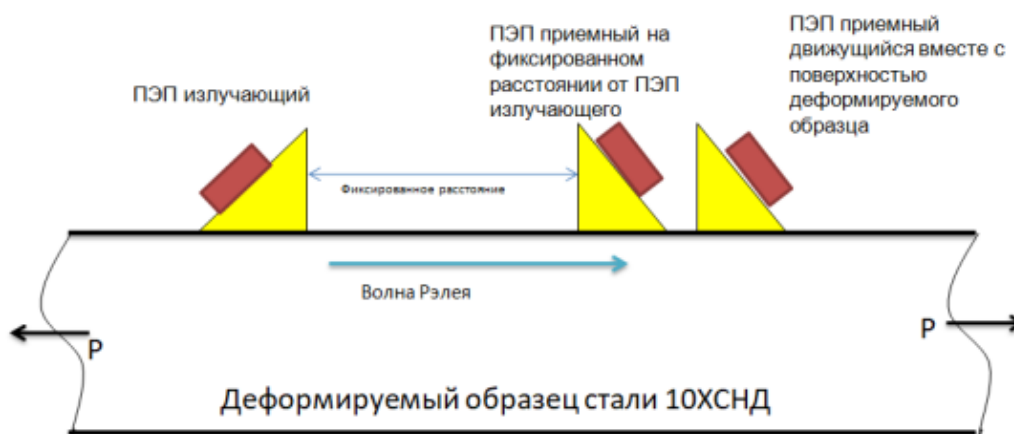 ПЭП излучающий
ПЭП приемный на
фиксированном
расстоянии от ПЭП
излучающего
ПЭП приемный
движущийся вместе с
поверхностью
деформируемого
образца
Фиксированное расстояние
Волна Рэлея
P
P
Деформируемый образец стали 10ХСНД